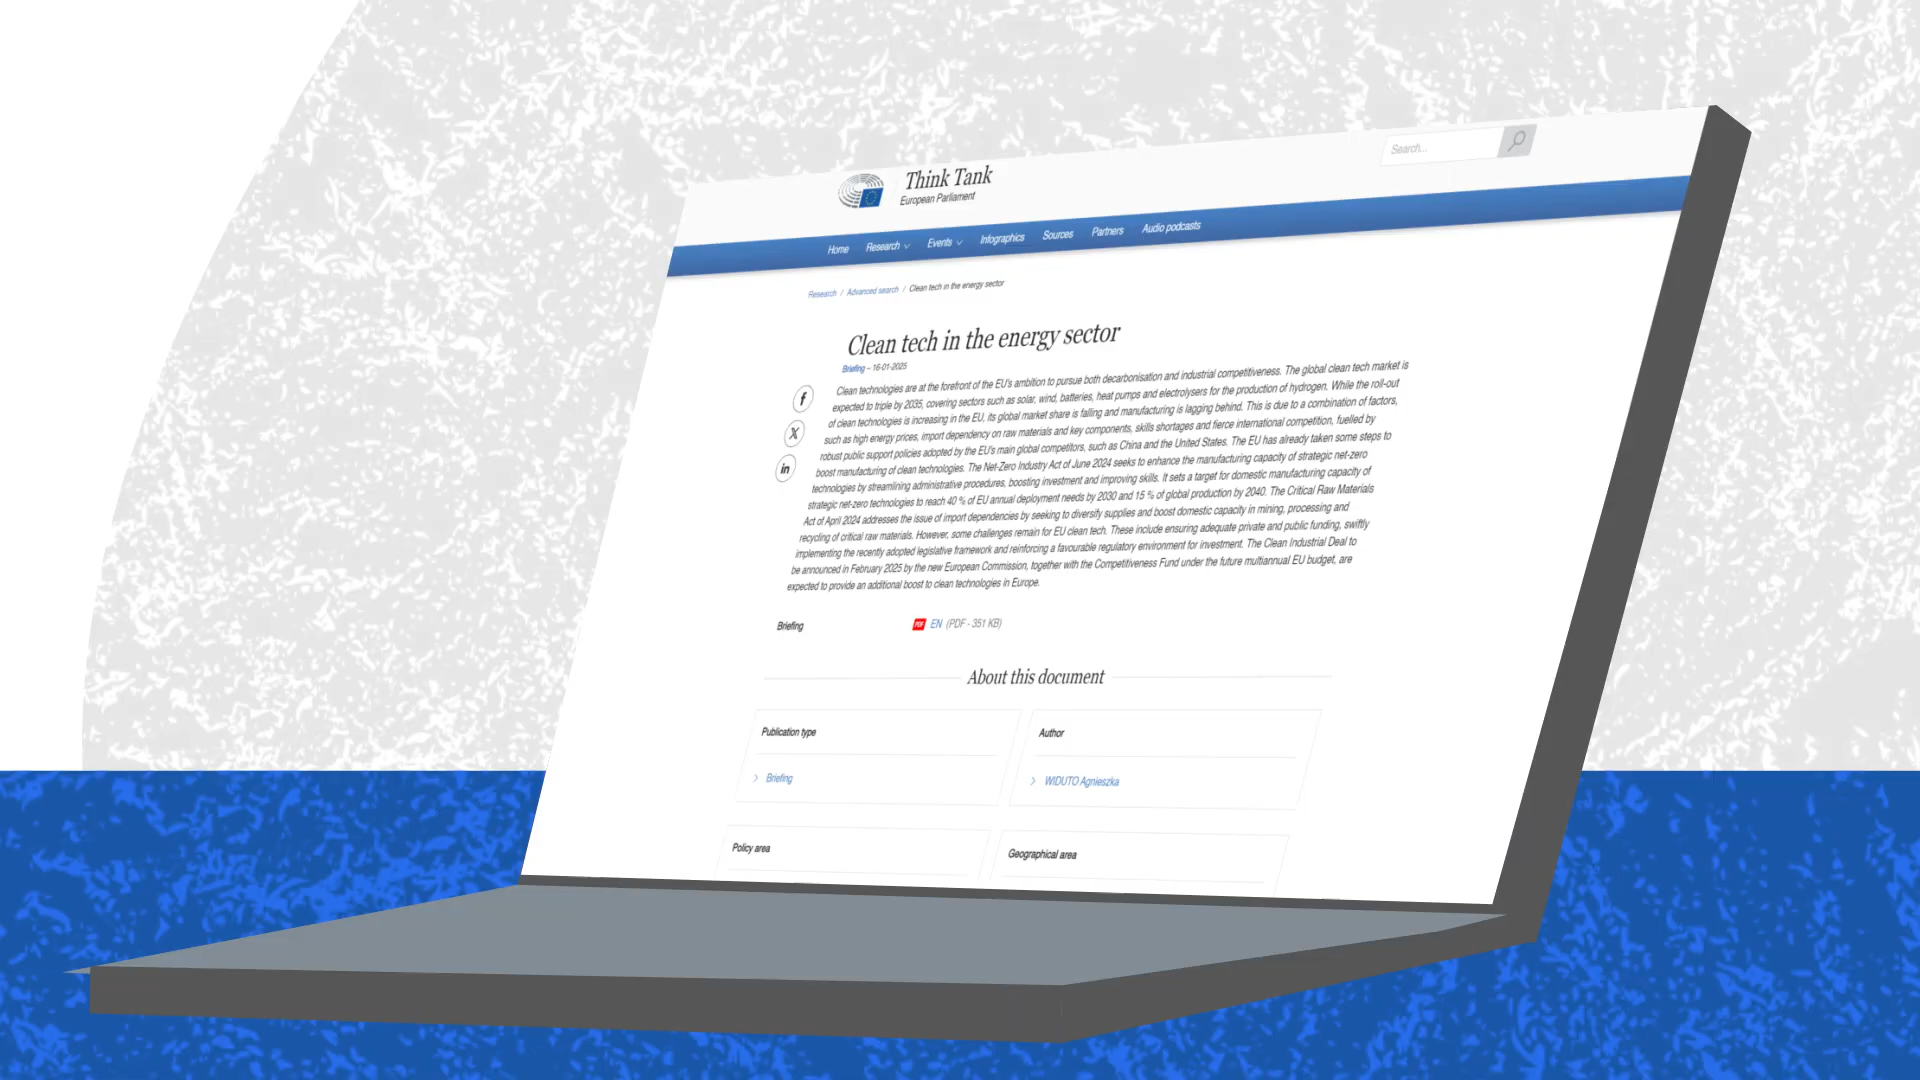 Search...
Think Tank
European Parliament
Home Research Events Infographics Sources Partners Audio podcasts
Research / Advanced search / Clean tech in the energy sector
Clean tech in the energy sector
Briefing – 16-01-2025
Clean technologies are at the forefront of the EU's ambition to pursue both decarbonisation and industrial competitiveness. The global clean tech market is
expected to triple by 2035, covering sectors such as solar, wind, batteries, heat pumps and electrolysers for the production of hydrogen. While the roll-out
of clean technologies is increasing in the EU, its global market share is falling and manufacturing is lagging behind. This is due to a combination of factors,
such as high energy prices, import dependency on raw materials and key components, skills shortages and fierce international competition, fuelled by
robust public support policies adopted by the EU's main global competitors, such as China and the United States. The EU has already taken some steps to
boost manufacturing of clean technologies. The Net-Zero Industry Act of June 2024 seeks to enhance the manufacturing capacity of strategic net-zero
technologies by streamlining administrative procedures, boosting investment and improving skills. It sets a target for domestic manufacturing capacity of
strategic net-zero technologies to reach 40 % of EU annual deployment needs by 2030 and 15 % of global production by 2040. The Critical Raw Materials
Act of April 2024 addresses the issue of import dependencies by seeking to diversify supplies and boost domestic capacity in mining, processing and
recycling of critical raw materials. However, some challenges remain for EU clean tech. These include ensuring adequate private and public funding, swiftly
implementing the recently adopted legislative framework and reinforcing a favourable regulatory environment for investment. The Clean Industrial Deal to
be announced in February 2025 by the new European Commission, together with the Competitiveness Fund under the future multiannual EU budget, are
expected to provide an additional boost to clean technologies in Europe.
f
X
in
Briefing PDF EN (PDF - 351 KB)
About this document
Publication type
Briefing
Author
WIDUTO Agnieszka
Policy area
Geographical area